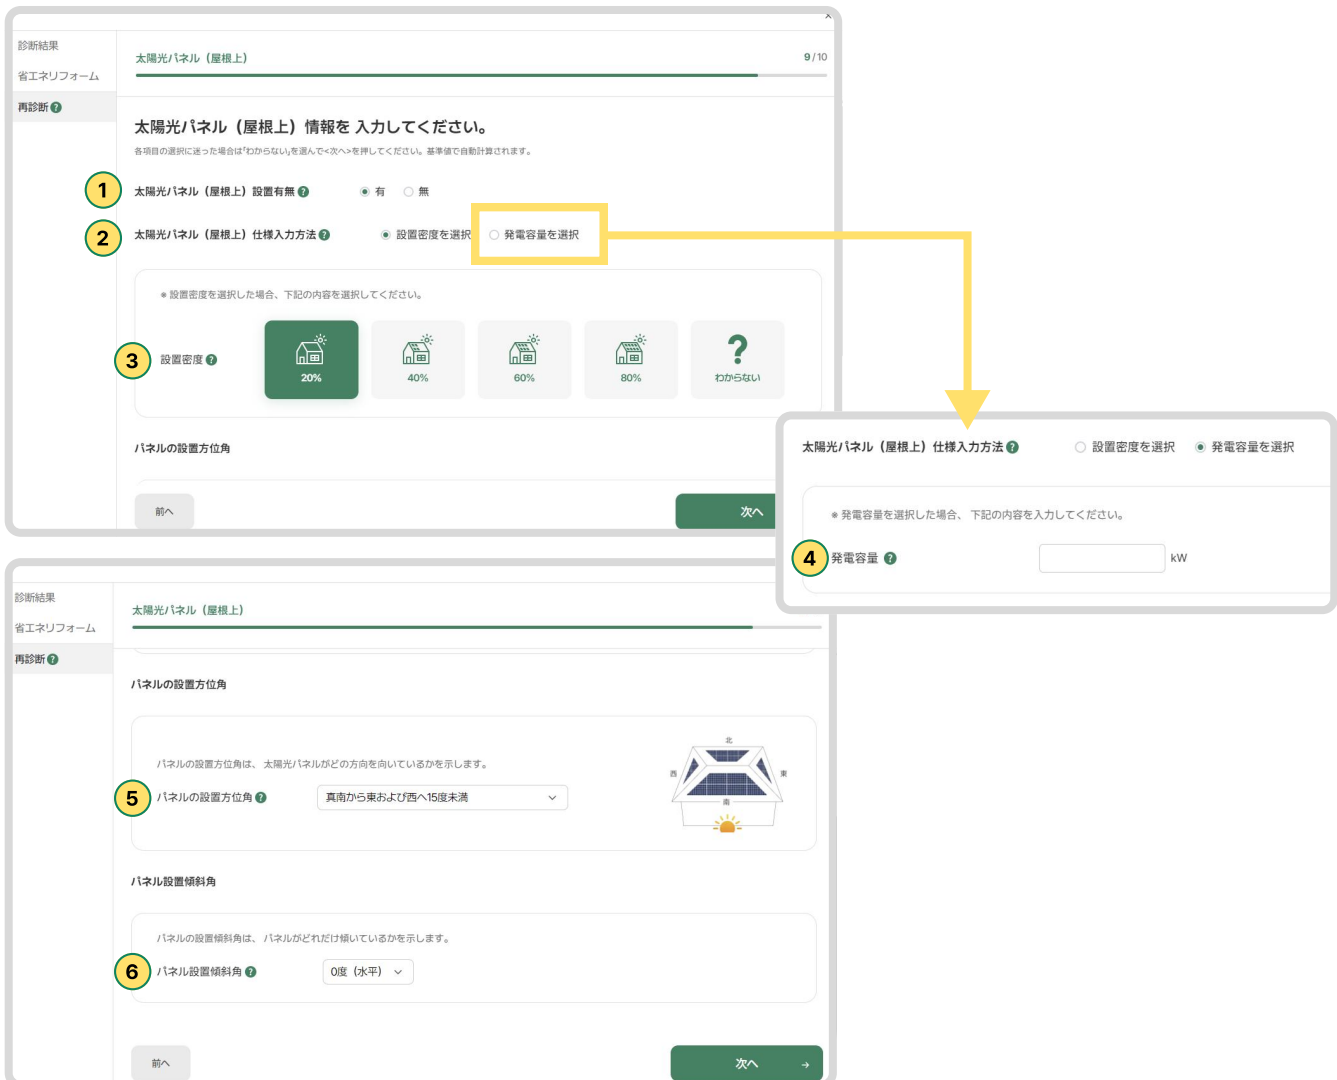 診断結果
省エネリフォーム
再診断?
太陽光パネル（屋根上）
9/10
太陽光パネル（屋根上）情報を 入力してください。
各項目の選択に迷った場合は「わからない」を選んで<次へ>を押してください。基準値で自動計算されます。
1 太陽光パネル（屋根上）設置有無? 有 無
2 太陽光パネル（屋根上）仕様入力方法? 設置密度を選択 発電容量を選択
※ 設置密度を選択した場合、下記の内容を選択してください。
3 設置密度?
20% 40% 60% 80% ? わからない
パネルの設置方位角
前へ
次へ
太陽光パネル（屋根上）仕様入力方法? 設置密度を選択 発電容量を選択
※ 発電容量を選択した場合、下記の内容を入力してください。
4 発電容量? kW
診断結果
省エネリフォーム
再診断?
太陽光パネル（屋根上）
パネルの設置方位角
パネルの設置方位角は、 太陽光パネルがどの方向を向いているかを示します。
5 パネルの設置方位角? 真南から東および西へ15度未満
北
西
東
南
パネル設置傾斜角
パネルの設置傾斜角は、 パネルがどれだけ傾いているかを示します。
6 パネル設置傾斜角? 0度（水平）
前へ
次へ →